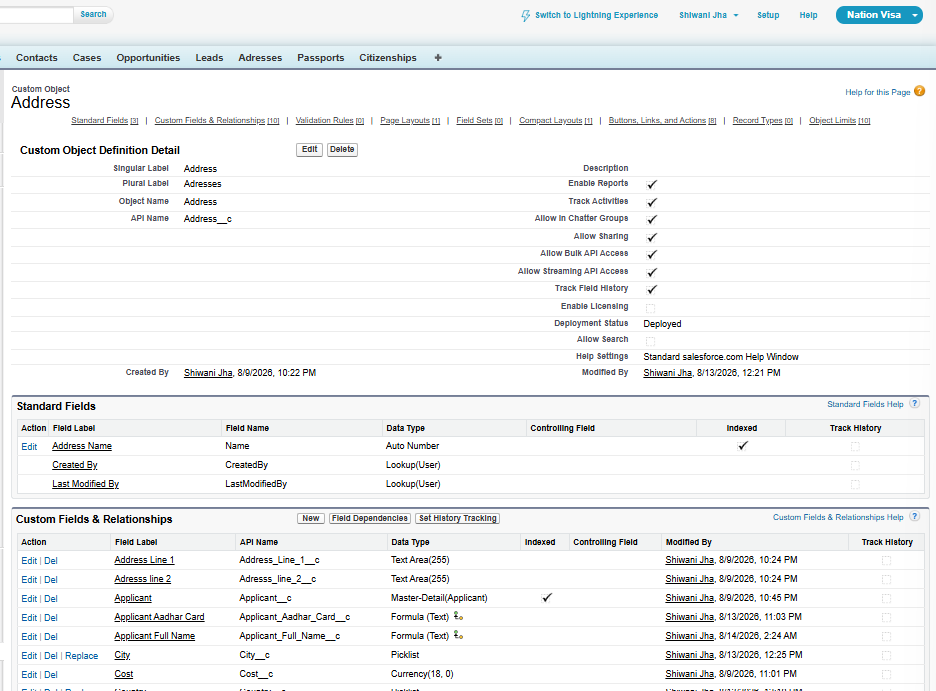 Search
Switch to Lightning Experience Shiwani Jha Setup Help Nation Visa
Contacts Cases Opportunities Leads Adresses Passports Citizenships +
Custom Object
Address
Help for this Page ?
Standard Fields [3] | Custom Fields & Relationships [10] | Validation Rules [0] | Page Layouts [1] | Field Sets [0] | Compact Layouts [1] | Buttons, Links, and Actions [8] | Record Types [0] | Object Limits [10]
Custom Object Definition Detail Edit Delete
Singular Label Address Description
Plural Label Adresses Enable Reports
Object Name Address Track Activities
API Name Address__c Allow in Chatter Groups
Allow Sharing
Allow Bulk API Access
Allow Streaming API Access
Track Field History
Enable Licensing
Deployment Status Deployed
Allow Search
Help Settings Standard salesforce.com Help Window
Created By Shiwani Jha, 8/9/2026, 10:22 PM Modified By Shiwani Jha, 8/13/2026, 12:21 PM
Standard Fields Standard Fields Help ?
Action Field Label Field Name Data Type Controlling Field Indexed Track History
Edit Address Name Name Auto Number
Created By CreatedBy Lookup(User)
Last Modified By LastModifiedBy Lookup(User)
Custom Fields & Relationships New Field Dependencies Set History Tracking Custom Fields & Relationships Help ?
Action Field Label API Name Data Type Indexed Controlling Field Modified By Track History
Edit | Del Address Line 1 Address_Line_1__c Text Area(255) Shiwani Jha, 8/9/2026, 10:24 PM
Edit | Del Adresss line 2 Adresss_line_2__c Text Area(255) Shiwani Jha, 8/9/2026, 10:24 PM
Edit | Del Applicant Applicant__c Master-Detail(Applicant) Shiwani Jha, 8/9/2026, 10:45 PM
Edit | Del Applicant Aadhar Card Applicant_Aadhar_Card__c Formula (Text) Shiwani Jha, 8/13/2026, 11:03 PM
Edit | Del Applicant Full Name Applicant_Full_Name__c Formula (Text) Shiwani Jha, 8/14/2026, 2:24 AM
Edit | Del | Replace City City__c Picklist Shiwani Jha, 8/13/2026, 12:25 PM
Edit | Del Cost Cost__c Currency(18, 0) Shiwani Jha, 8/9/2026, 11:01 PM